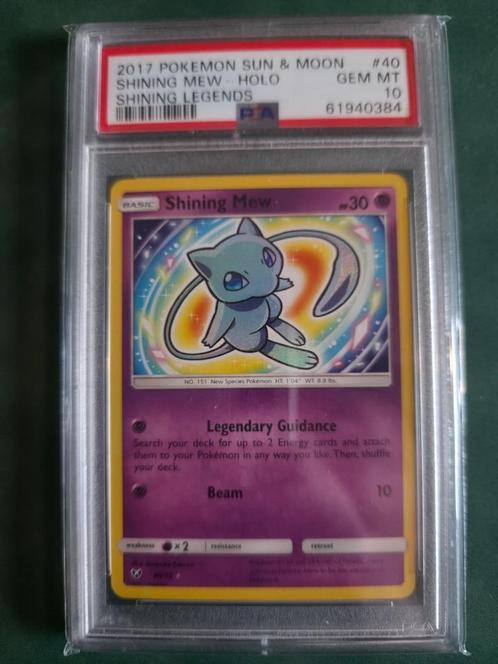 2017 POKEMON SUN & MOON #40
SHINING MEW - HOLO GEM MT
SHINING LEGENDS 10
PSA 61940384
BASIC Shining Mew HP30
NO. 151 New Species Pokémon HT: 1'04" WT: 8.8 lbs.
Legendary Guidance
Search your deck for up to 2 Energy cards and attach
them to your Pokémon in any way you like. Then, shuffle
your deck.
Beam 10
weakness ×2 resistance retreat